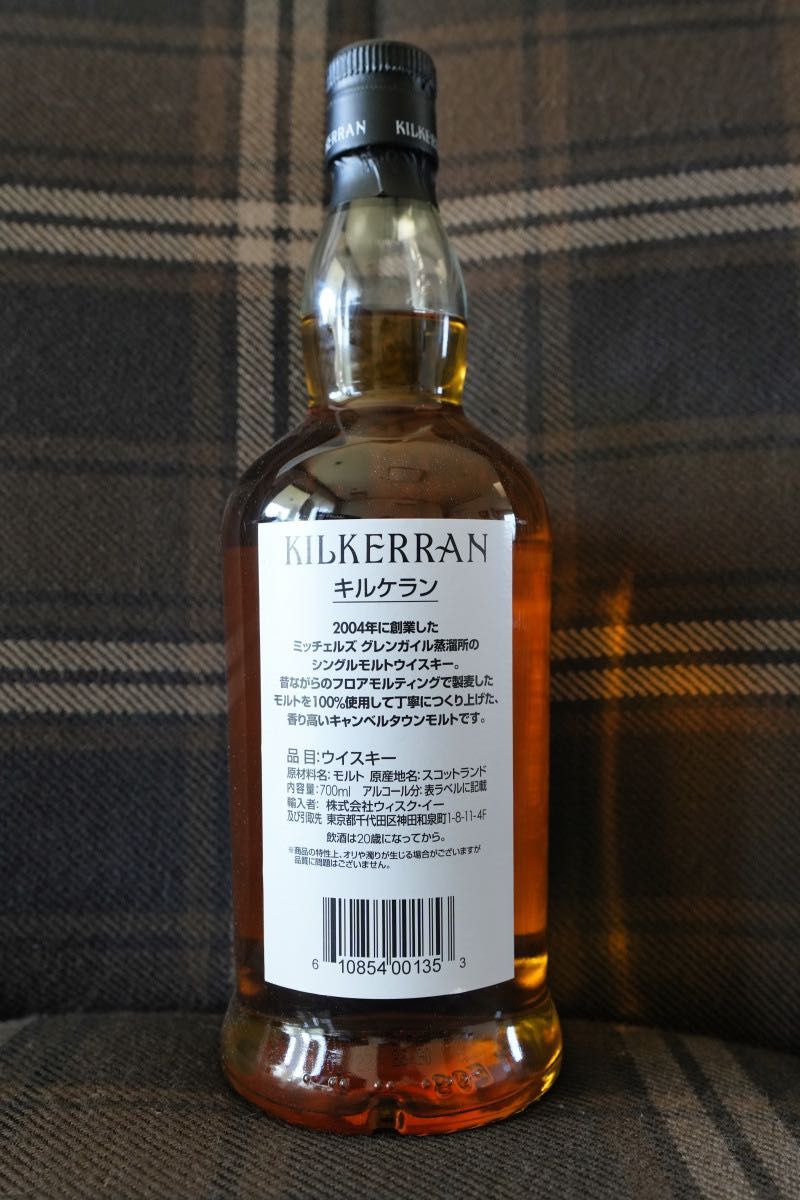 KILKERRAN
KILKERRAN
キルケラン
2004年に創業した
ミッチェルズ グレンガイル蒸溜所の
シングルモルトウイスキー。
昔ながらのフロアモルティングで製麦した
モルトを100%使用して丁寧につくり上げた、
香り高いキャンベルタウンモルトです。
品 目:ウイスキー
原材料名:モルト 原産地名:スコットランド
内容量:700ml アルコール分:表ラベルに記載
輸入者: 株式会社ウィスク・イー
及び引取先 東京都千代田区神田和泉町1-8-11-4F
飲酒は20歳になってから。
※商品の特性上、オリや濁りが生じる場合がございますが
品質に問題はございません。
6 10854 00135 3